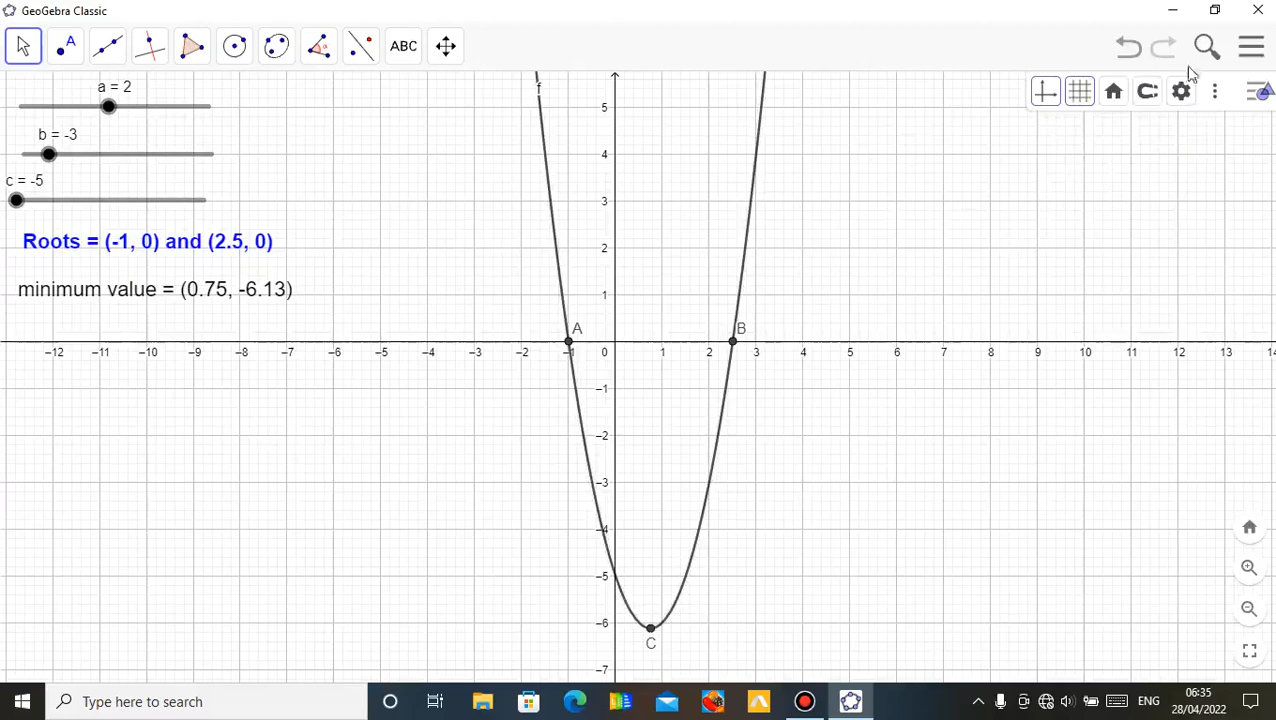 GeoGebra Classic
A
ABC
a = 2
b = -3
c = -5
Roots = (-1, 0) and (2.5, 0)
minimum value = (0.75, -6.13)
f
5
4
3
2
1
A
B
−12 −11 −10 −9 −8 −7 −6 −5 −4 −3 −2 −1 0 1 2 3 4 5 6 7 8 9 10 11 12 13 14
−1
−2
−3
−4
−5
−6
C
−7
Type here to search
ENG
06:35
28/04/2022